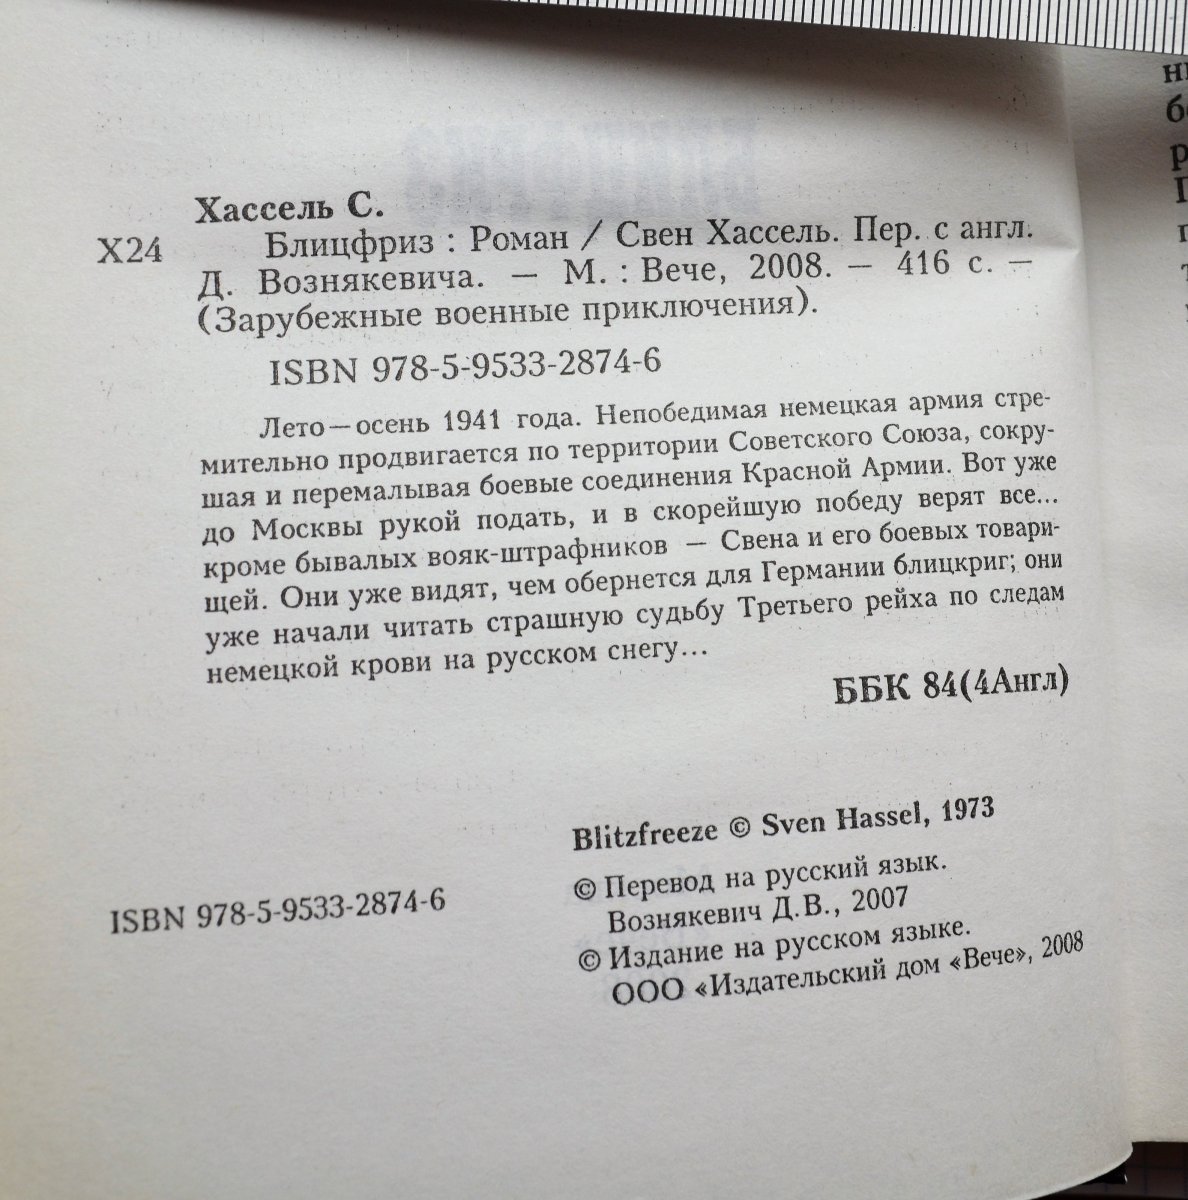 Хассель С.
Х24
Блицфриз : Роман / Свен Хассель. Пер. с англ.
Д. Вознякевича. — М. : Вече, 2008. — 416 с. —
(Зарубежные военные приключения).
ISBN 978-5-9533-2874-6
Лето—осень 1941 года. Непобедимая немецкая армия стре-
мительно продвигается по территории Советского Союза, сокру-
шая и перемалывая боевые соединения Красной Армии. Вот уже
до Москвы рукой подать, и в скорейшую победу верят все...
кроме бывалых вояк-штрафников — Свена и его боевых товари-
щей. Они уже видят, чем обернется для Германии блицкриг; они
уже начали читать страшную судьбу Третьего рейха по следам
немецкой крови на русском снегу...
ББК 84(4Англ)
Blitzfreeze © Sven Hassel, 1973
© Перевод на русский язык.
Вознякевич Д.В., 2007
© Издание на русском языке.
ООО «Издательский дом «Вече», 2008
ISBN 978-5-9533-2874-6